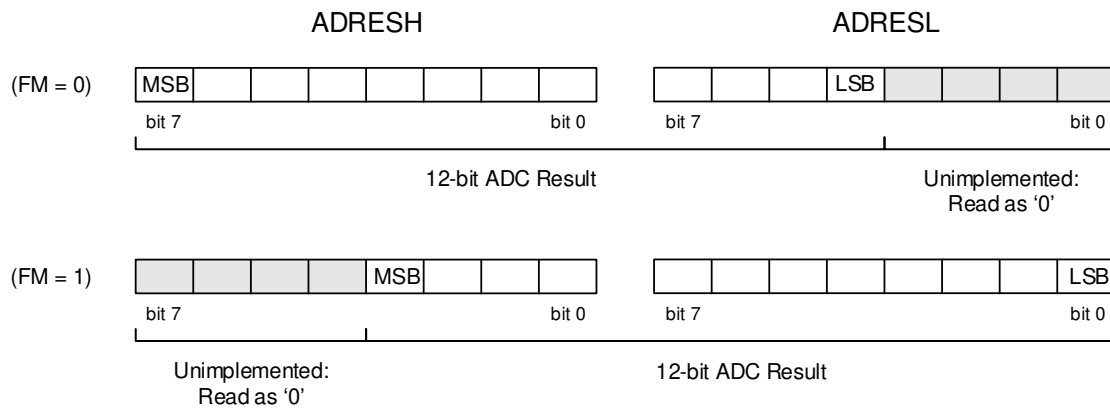 ADRESH ADRESL
(FM = 0) MSB LSB
bit 7 bit 0 bit 7 bit 0
12-bit ADC Result Unimplemented:
Read as ‘0’
(FM = 1) MSB LSB
bit 7 bit 0 bit 7 bit 0
Unimplemented: 12-bit ADC Result
Read as ‘0’